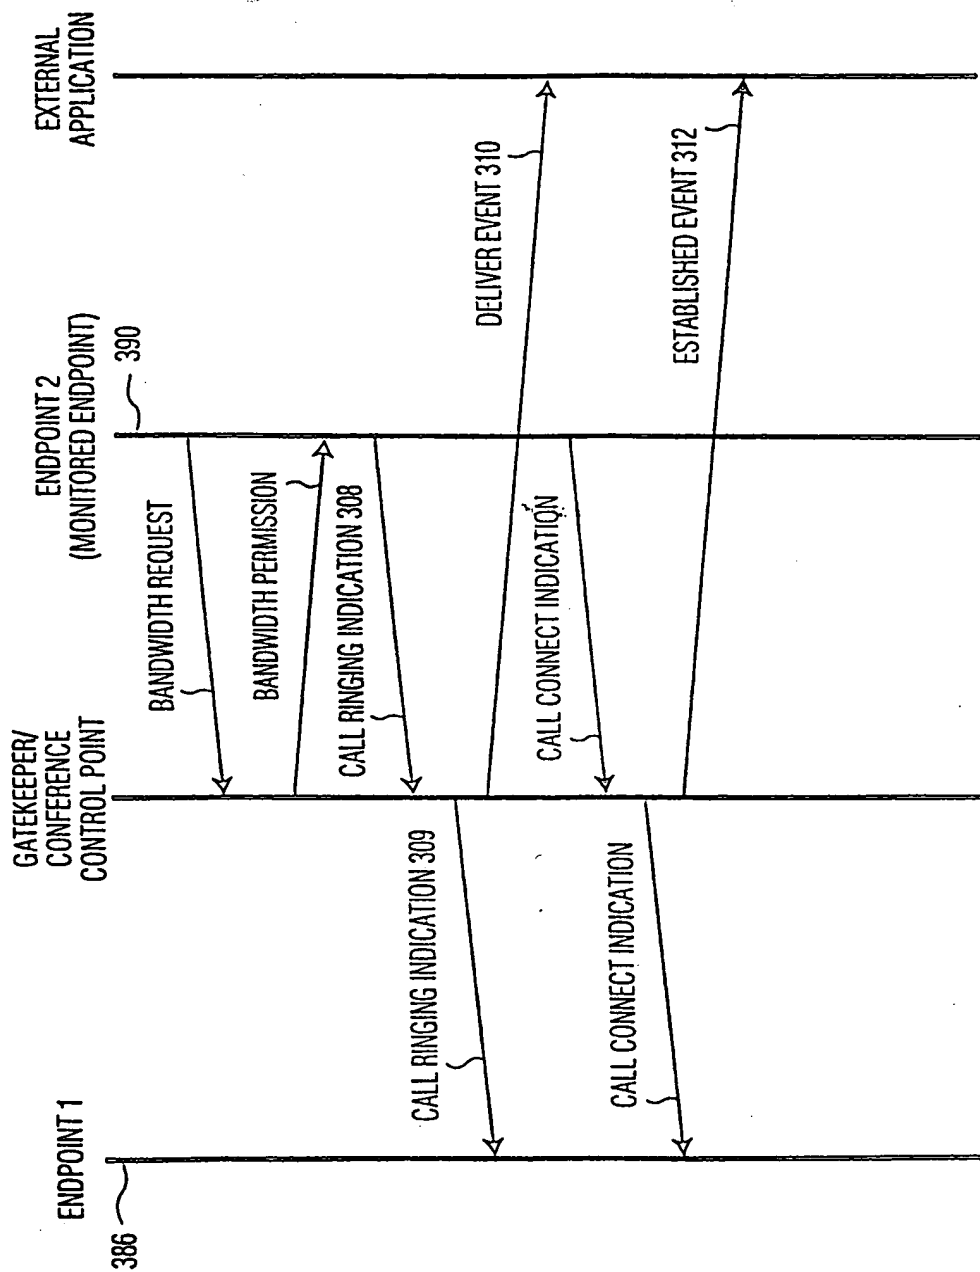 ENDPOINT 1
386
GATEKEEPER/
CONFERENCE
CONTROL POINT
ENDPOINT 2
(MONITORED ENDPOINT)
390
EXTERNAL
APPLICATION
BANDWIDTH REQUEST
BANDWIDTH PERMISSION
CALL RINGING INDICATION 308
CALL RINGING INDICATION 309
DELIVER EVENT 310
CALL CONNECT INDICATION
CALL CONNECT INDICATION
ESTABLISHED EVENT 312